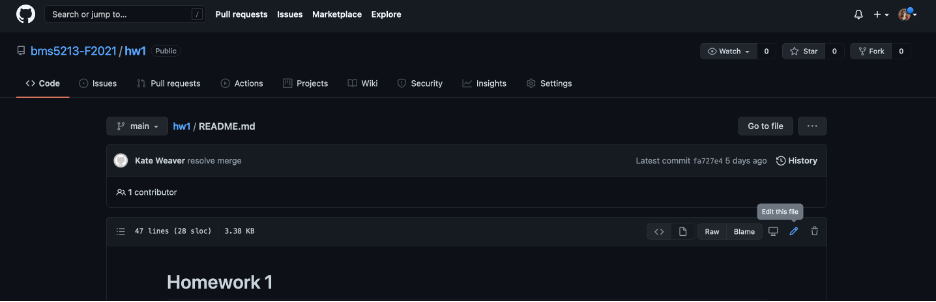 Search or jump to... /
Pull requests Issues Marketplace Explore
bms5213-F2021 / hw1 Public
Watch 0 Star 0 Fork 0
Code Issues Pull requests Actions Projects Wiki Security Insights Settings
main hw1 / README.md Go to file ...
Kate Weaver resolve merge Latest commit fa727e4 5 days ago History
1 contributor
Edit this file
47 lines (28 sloc) 3.38 KB <> Raw Blame
Homework 1